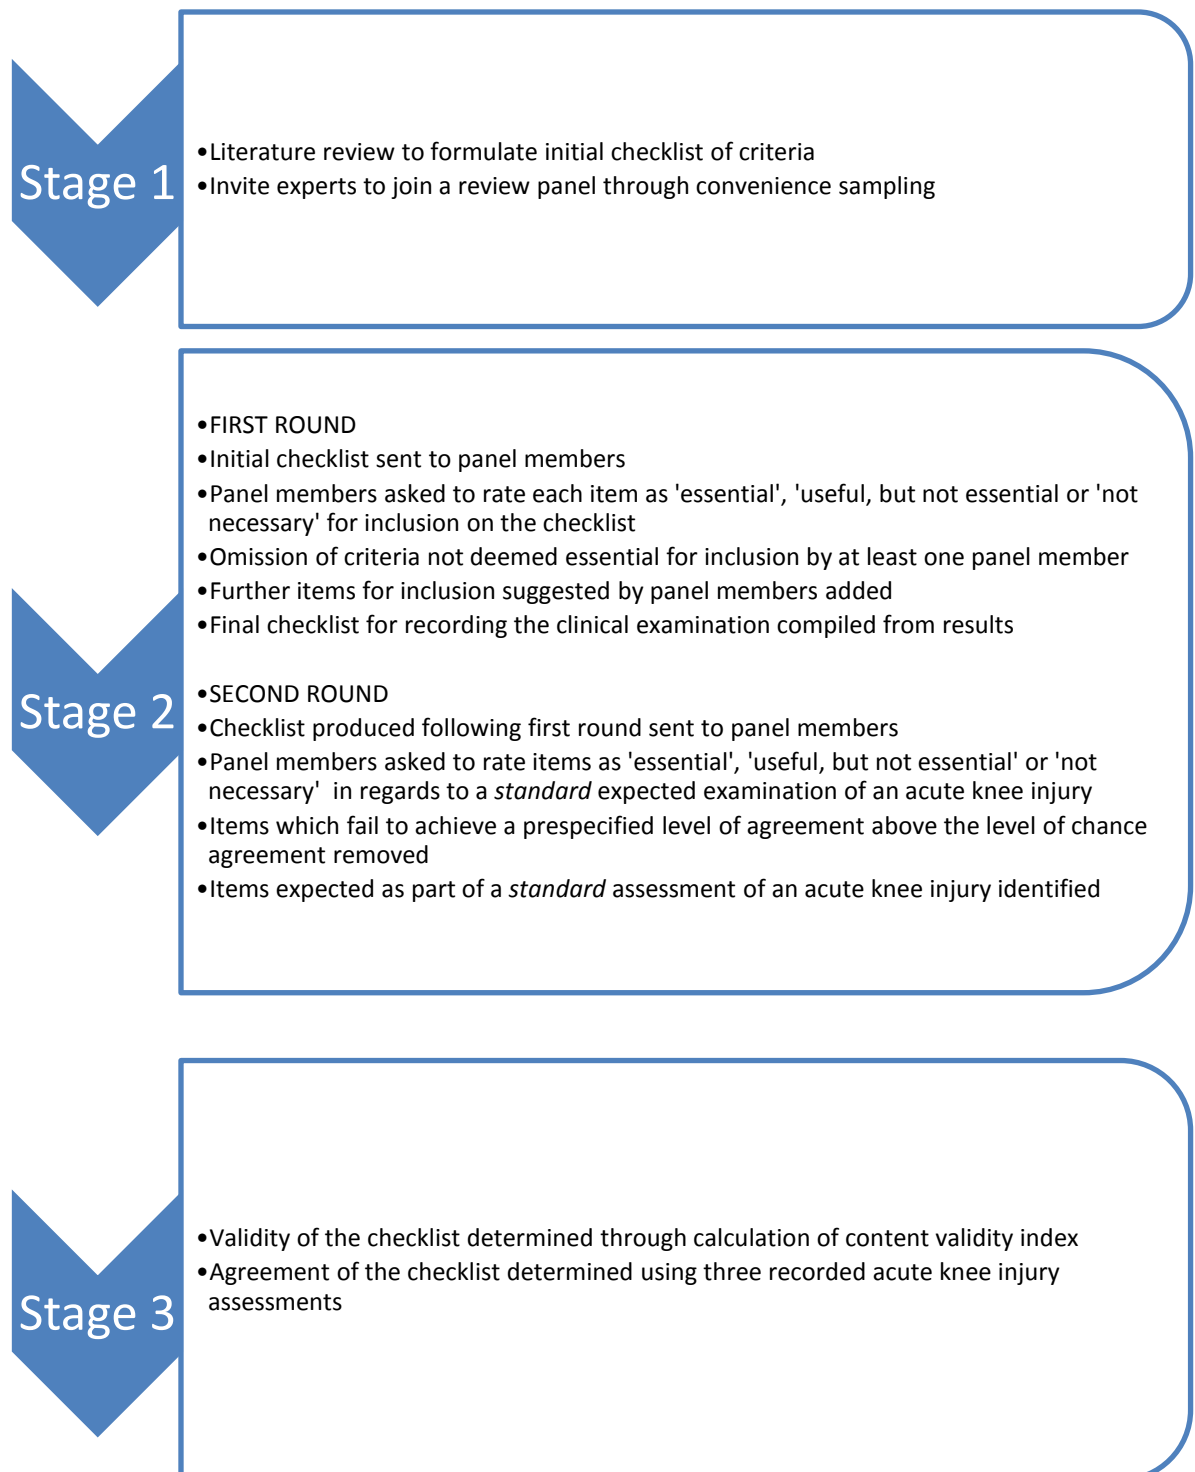 Stage 1
•Literature review to formulate initial checklist of criteria
•Invite experts to join a review panel through convenience sampling
Stage 2
•FIRST ROUND
•Initial checklist sent to panel members
•Panel members asked to rate each item as 'essential', 'useful, but not essential or 'not
necessary' for inclusion on the checklist
•Omission of criteria not deemed essential for inclusion by at least one panel member
•Further items for inclusion suggested by panel members added
•Final checklist for recording the clinical examination compiled from results
•SECOND ROUND
•Checklist produced following first round sent to panel members
•Panel members asked to rate items as 'essential', 'useful, but not essential' or 'not
necessary' in regards to a standard expected examination of an acute knee injury
•Items which fail to achieve a prespecified level of agreement above the level of chance
agreement removed
•Items expected as part of a standard assessment of an acute knee injury identified
Stage 3
•Validity of the checklist determined through calculation of content validity index
•Agreement of the checklist determined using three recorded acute knee injury
assessments